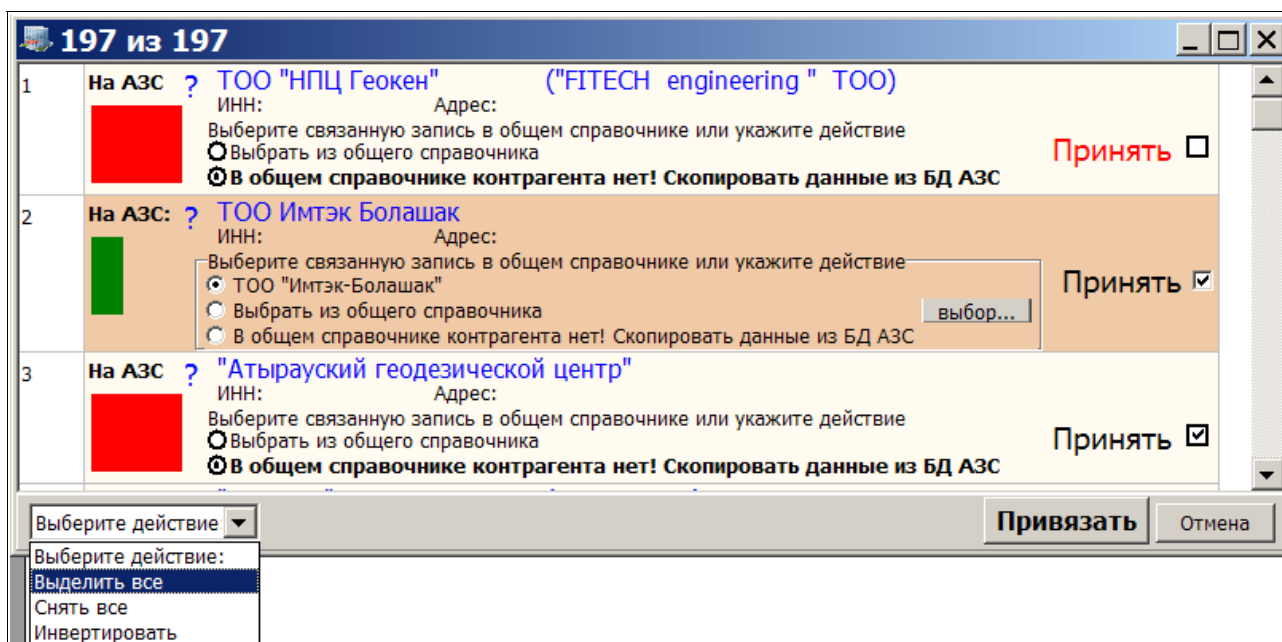 197 из 197
1 На АЗС ? ТОО "НПЦ Геокен" ("FITECH engineering " ТОО)
ИНН: Адрес:
Выберите связанную запись в общем справочнике или укажите действие
Выбрать из общего справочника
Принять
В общем справочнике контрагента нет! Скопировать данные из БД АЗС
2 На АЗС: ? ТОО Имтэк Болашак
ИНН: Адрес:
Выберите связанную запись в общем справочнике или укажите действие
ТОО "Имтэк-Болашак"
Принять
Выбрать из общего справочника выбор...
В общем справочнике контрагента нет! Скопировать данные из БД АЗС
3 На АЗС ? "Атырауский геодезической центр"
ИНН: Адрес:
Выберите связанную запись в общем справочнике или укажите действие
Выбрать из общего справочника
Принять
В общем справочнике контрагента нет! Скопировать данные из БД АЗС
Выберите действие Привязать Отмена
Выберите действие:
Выделить все
Снять все
Инвертировать